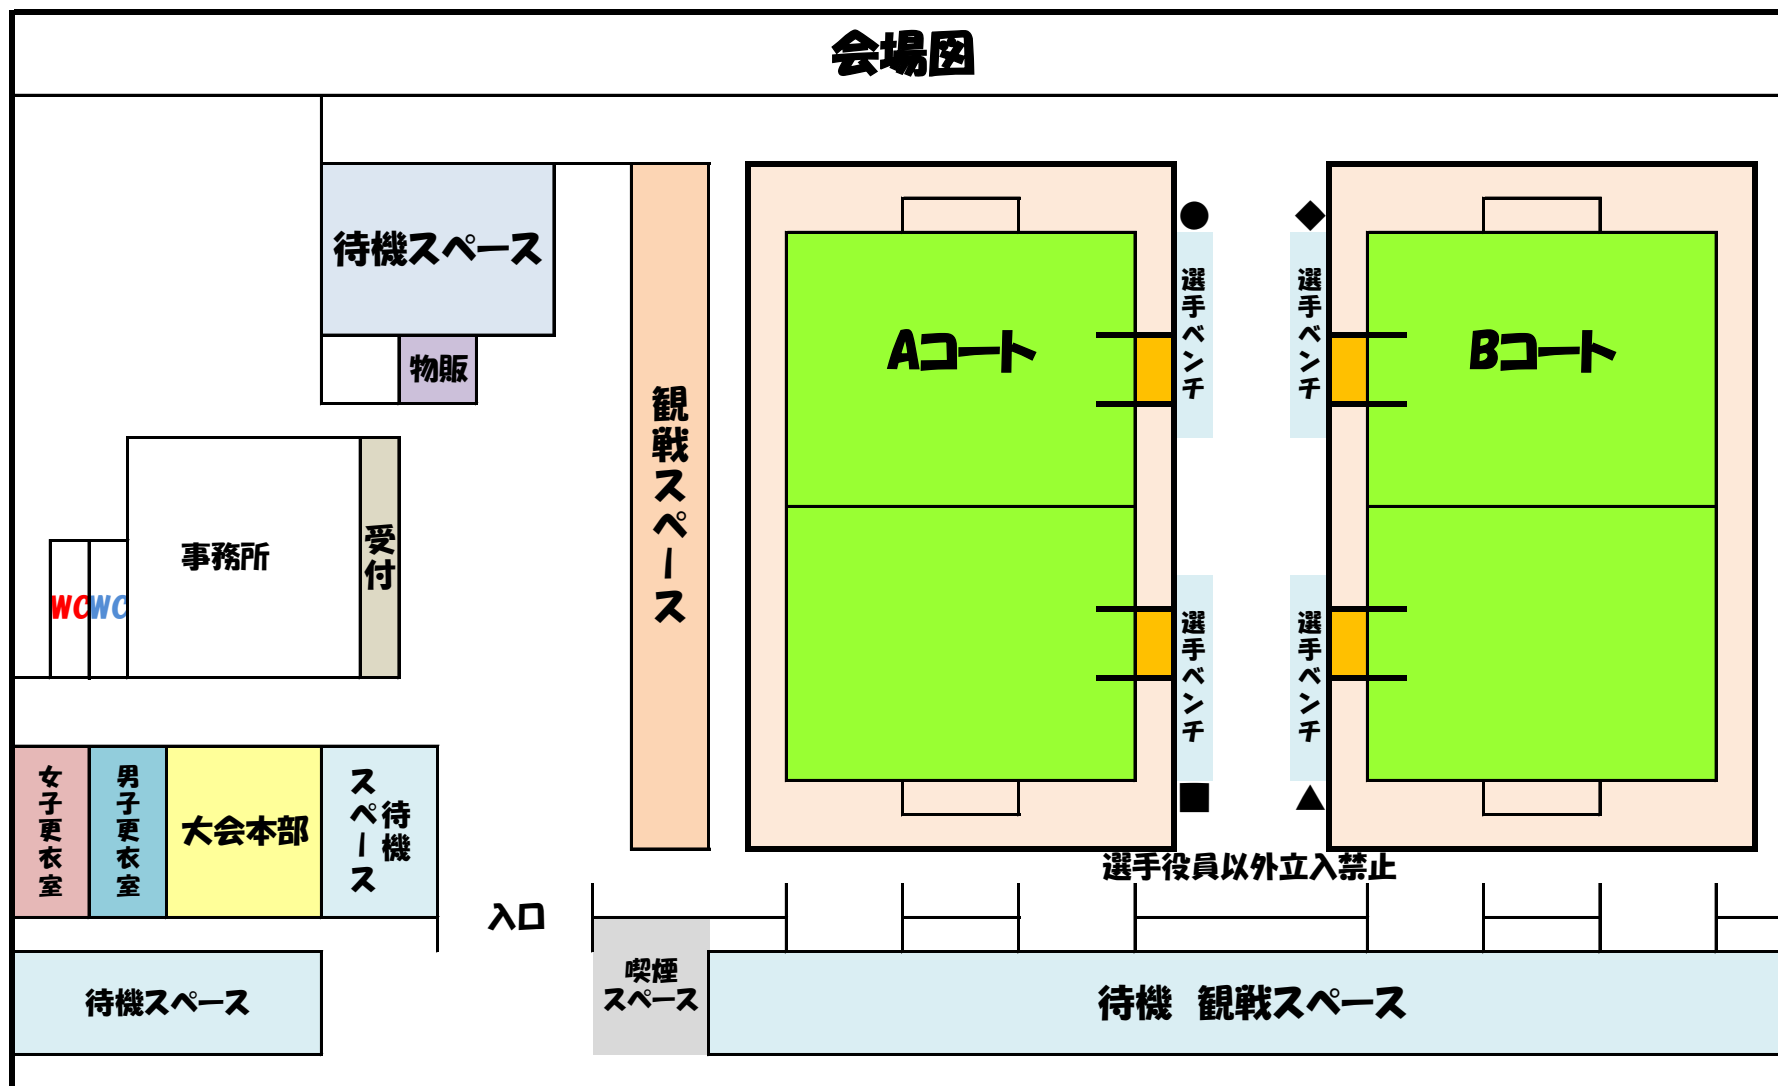 会場図
待機スペース
物販
観戦スペース
Aコート
Bコート
●
◆
選手ベンチ
選手ベンチ
事務所
受付
WC
WC
選手ベンチ
選手ベンチ
■
▲
女子更衣室
男子更衣室
大会本部
待機
スペース
選手役員以外立入禁止
入口
待機スペース
喫煙
スペース
待機 観戦スペース